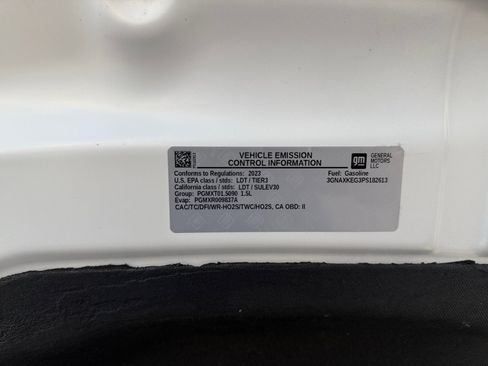 VEHICLE EMISSION
CONTROL INFORMATION
gm
GENERAL
MOTORS
LLC
Conforms to Regulations: 2023
Fuel: Gasoline
U.S. EPA class / stds: LDT / TIER3
3GNAXKEG3PS182613
California class / stds: LDT / SULEV30
Group: PGMXT01.5090 1.5L
Evap: PGMXR009837A
CAC/TC/DFI/WR-HO2S/TWC/HO2S, CA OBD: II